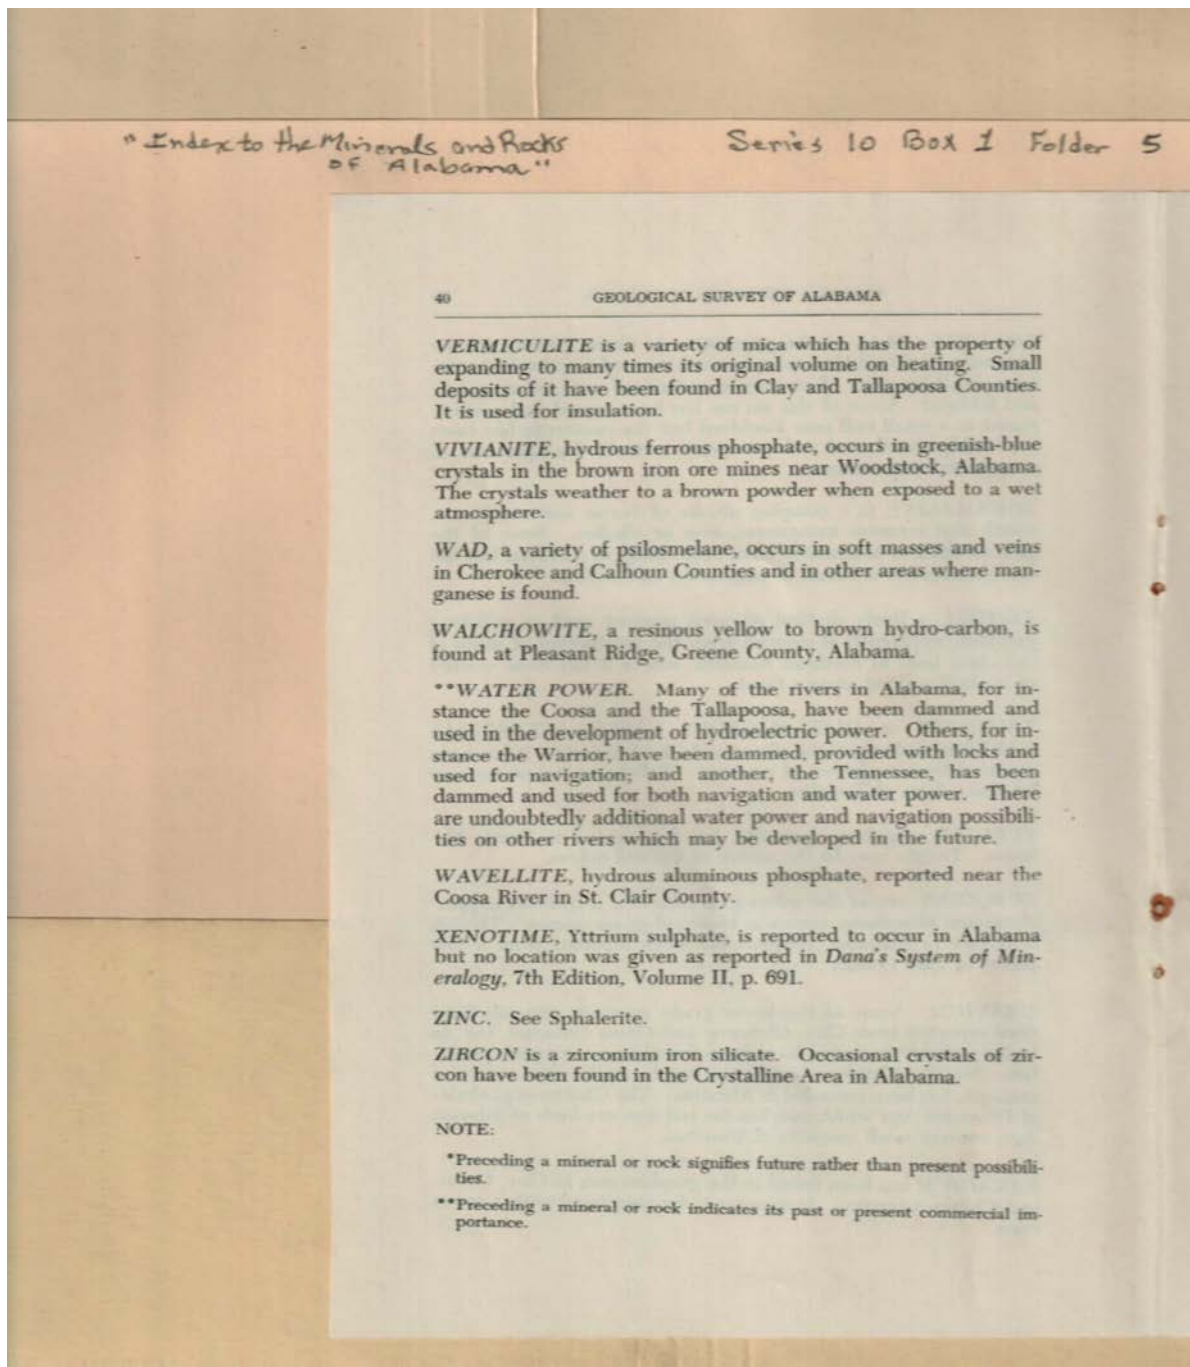 "Index to the Minerals and Rocks
of Alabama"
Series 10 Box 1 Folder 5
40 GEOLOGICAL SURVEY OF ALABAMA
VERMICULITE is a variety of mica which has the property of
expanding to many times its original volume on heating. Small
deposits of it have been found in Clay and Tallapoosa Counties.
It is used for insulation.
VIVIANITE, hydrous ferrous phosphate, occurs in greenish-blue
crystals in the brown iron ore mines near Woodstock, Alabama.
The crystals weather to a brown powder when exposed to a wet
atmosphere.
WAD, a variety of psilosmelane, occurs in soft masses and veins
in Cherokee and Calhoun Counties and in other areas where man-
ganese is found.
WALCHOWITE, a resinous yellow to brown hydro-carbon, is
found at Pleasant Ridge, Greene County, Alabama.
**WATER POWER. Many of the rivers in Alabama, for in-
stance the Coosa and the Tallapoosa, have been dammed and
used in the development of hydroelectric power. Others, for in-
stance the Warrior, have been dammed, provided with locks and
used for navigation; and another, the Tennessee, has been
dammed and used for both navigation and water power. There
are undoubtedly additional water power and navigation possibili-
ties on other rivers which may be developed in the future.
WAVELLITE, hydrous aluminous phosphate, reported near the
Coosa River in St. Clair County.
XENOTIME, Yttrium sulphate, is reported to occur in Alabama
but no location was given as reported in Dana's System of Min-
eralogy, 7th Edition, Volume II, p. 691.
ZINC. See Sphalerite.
ZIRCON is a zirconium iron silicate. Occasional crystals of zir-
con have been found in the Crystalline Area in Alabama.
NOTE:
*Preceding a mineral or rock signifies future rather than present possibili-
ties.
**Preceding a mineral or rock indicates its past or present commercial im-
portance.